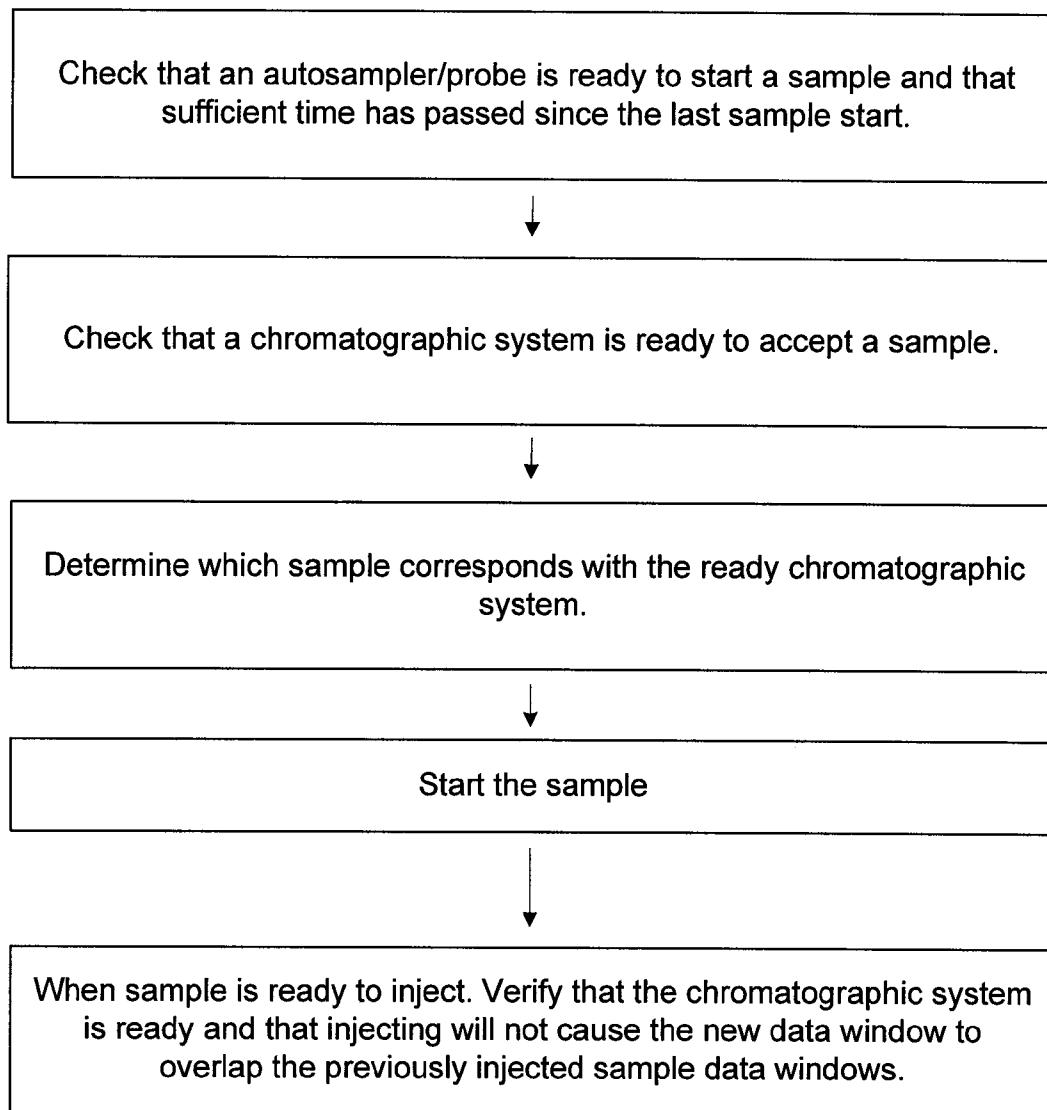 Check that an autosampler/probe is ready to start a sample and that
sufficient time has passed since the last sample start.
Check that a chromatographic system is ready to accept a sample.
Determine which sample corresponds with the ready chromatographic
system.
Start the sample
When sample is ready to inject. Verify that the chromatographic system
is ready and that injecting will not cause the new data window to
overlap the previously injected sample data windows.